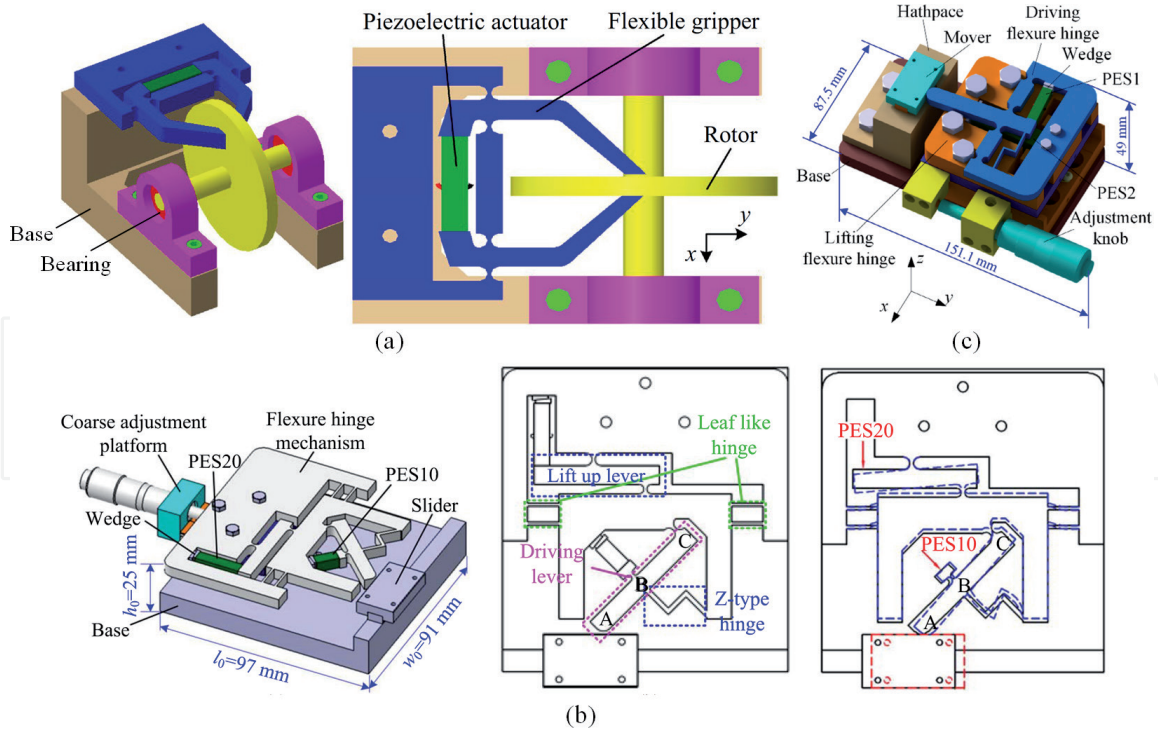 Piezoelectric actuator
Flexible gripper
Rotor
y
x
Base
Bearing
(a)
Hathpace
Mover
Driving
flexure hinge
Wedge
PES1
87.5 mm
49 mm
Base
PES2
Adjustment
knob
Lifting
flexure hinge
151.1 mm
z
x
y
(c)
Coarse adjustment
platform
Flexure hinge
mechanism
PES20
PES10
Wedge
Slider
h₀=25 mm
Base
l₀=97 mm
w₀=91 mm
Leaf like
hinge
Lift up lever
Driving
lever
C
B
A
Z-type
hinge
PES20
PES10
C
B
A
(b)